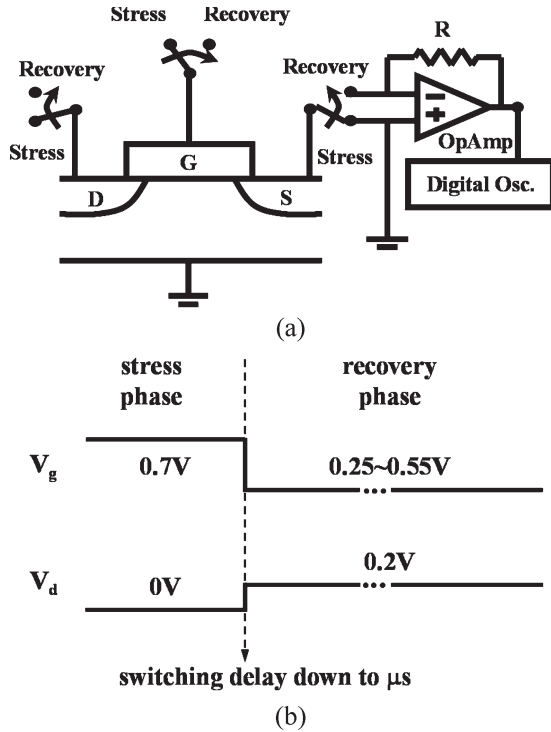 Stress Recovery
R
Recovery
Recovery
Stress
G
Stress
OpAmp
Digital Osc.
D
S
(a)
stress phase
recovery phase
Vg
0.7V
0.25~0.55V
...
Vd
0V
0.2V
...
switching delay down to μs
(b)